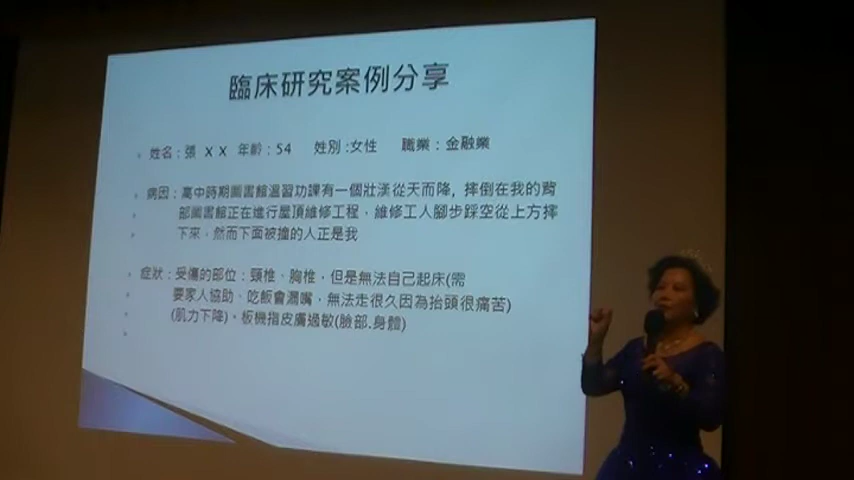 臨床研究案例分享
姓名：張 X X 年齡：54 姓別:女性 職業：金融業
病因：高中時期圖書館溫習功課有一個壯漢從天而降, 摔倒在我的背
部圖書館正在進行屋頂維修工程，維修工人腳步踩空從上方摔
下來，然而下面被撞的人正是我
症狀：受傷的部位：頸椎、胸椎，但是無法自己起床(需
要家人協助、吃飯會漏嘴，無法走很久因為抬頭很痛苦)
(肌力下降)、板機指皮膚過敏(臉部.身體)